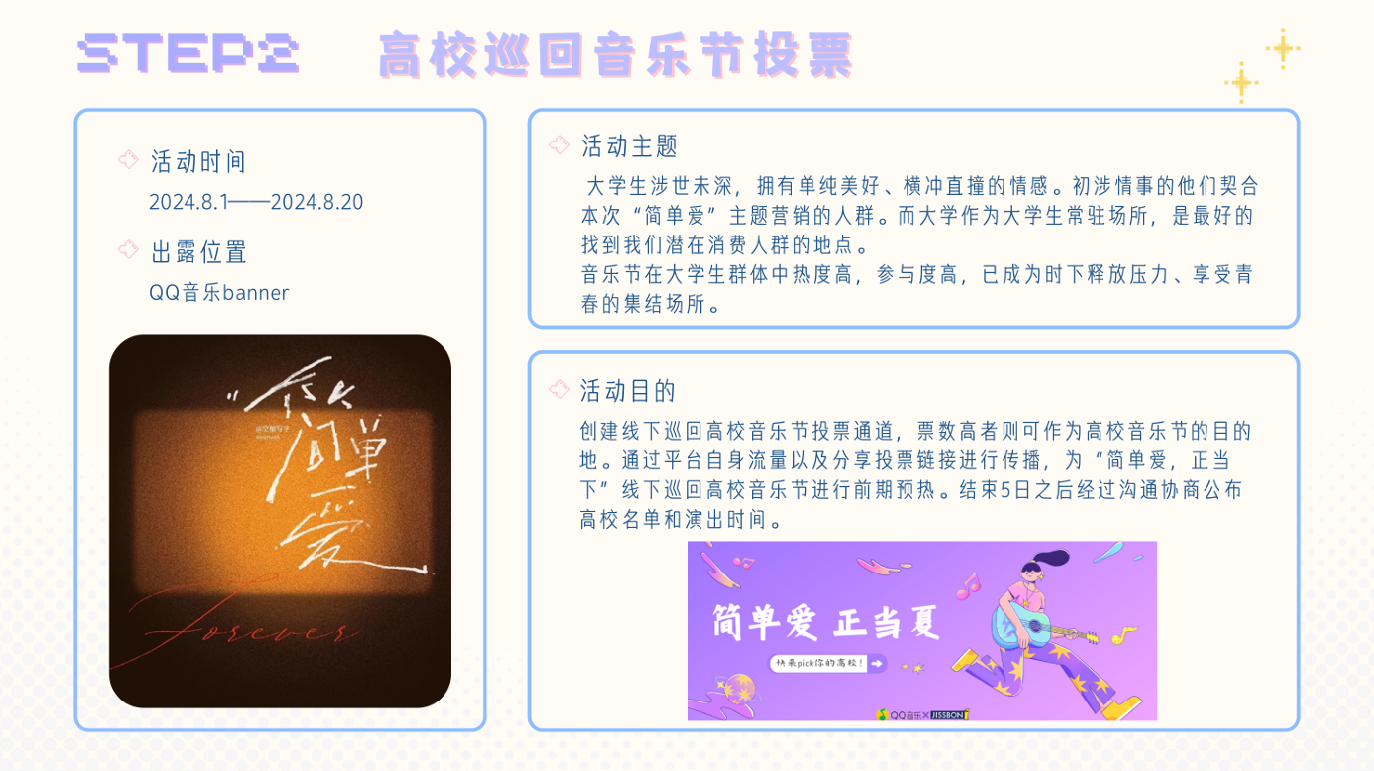 STEP2 高校巡回音乐节投票
活动时间
2024.8.1——2024.8.20
出露位置
QQ音乐banner
“简
单
爱
Forever
活动主题
大学生涉世未深，拥有单纯美好、横冲直撞的情感。初涉情事的他们契合
本次“简单爱”主题营销的人群。而大学作为大学生常驻场所，是最好的
找到我们潜在消费人群的地点。
音乐节在大学生群体中热度高，参与度高，已成为时下释放压力、享受青
春的集结场所。
活动目的
创建线下巡回高校音乐节投票通道，票数高者则可作为高校音乐节的目的
地。通过平台自身流量以及分享投票链接进行传播，为“简单爱，正当
下”线下巡回高校音乐节进行前期预热。结束5日之后经过沟通协商公布
高校名单和演出时间。
简单爱 正当夏
快来pick你的高校！
QQ音乐×JISSBON